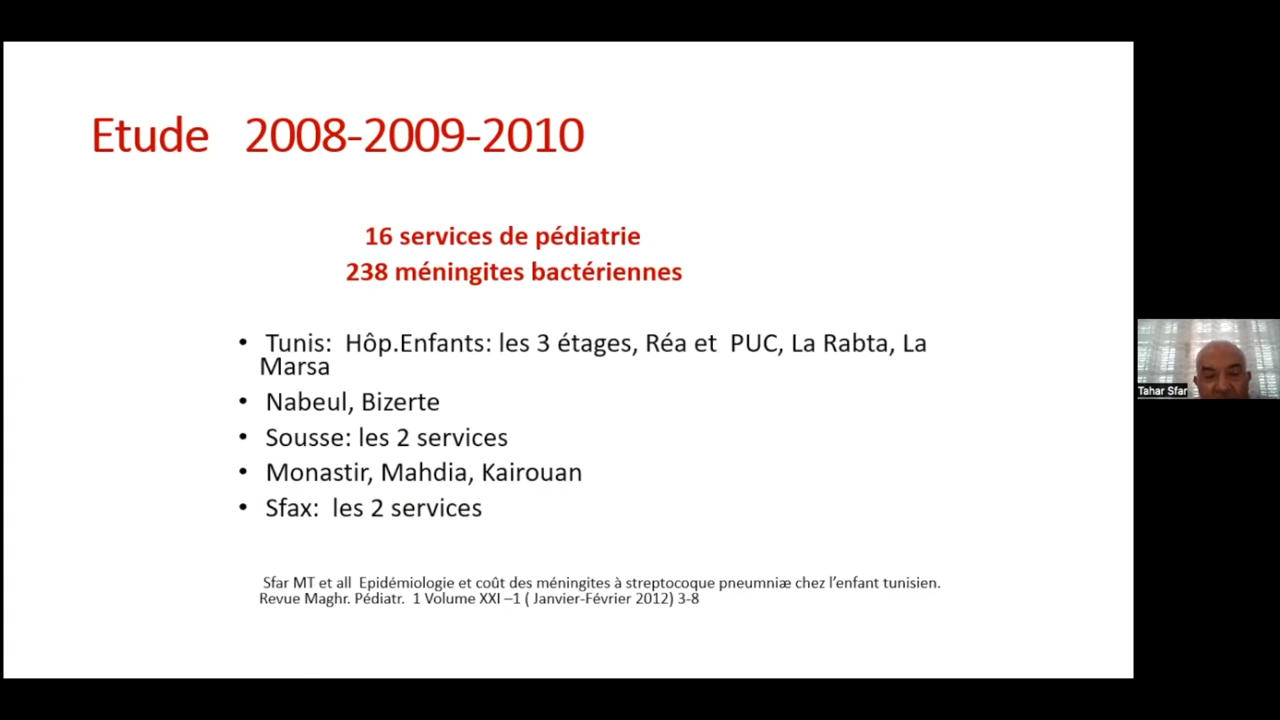 Etude 2008-2009-2010
16 services de pédiatrie
238 méningites bactériennes
• Tunis: Hôp.Enfants: les 3 étages, Réa et PUC, La Rabta, La
Marsa
• Nabeul, Bizerte
• Sousse: les 2 services
• Monastir, Mahdia, Kairouan
• Sfax: les 2 services
Sfar MT et all Epidémiologie et coût des méningites à streptocoque pneumniæ chez l’enfant tunisien.
Revue Maghr. Pédiatr. 1 Volume XXI –1 ( Janvier-Février 2012) 3-8
Tahar Sfar